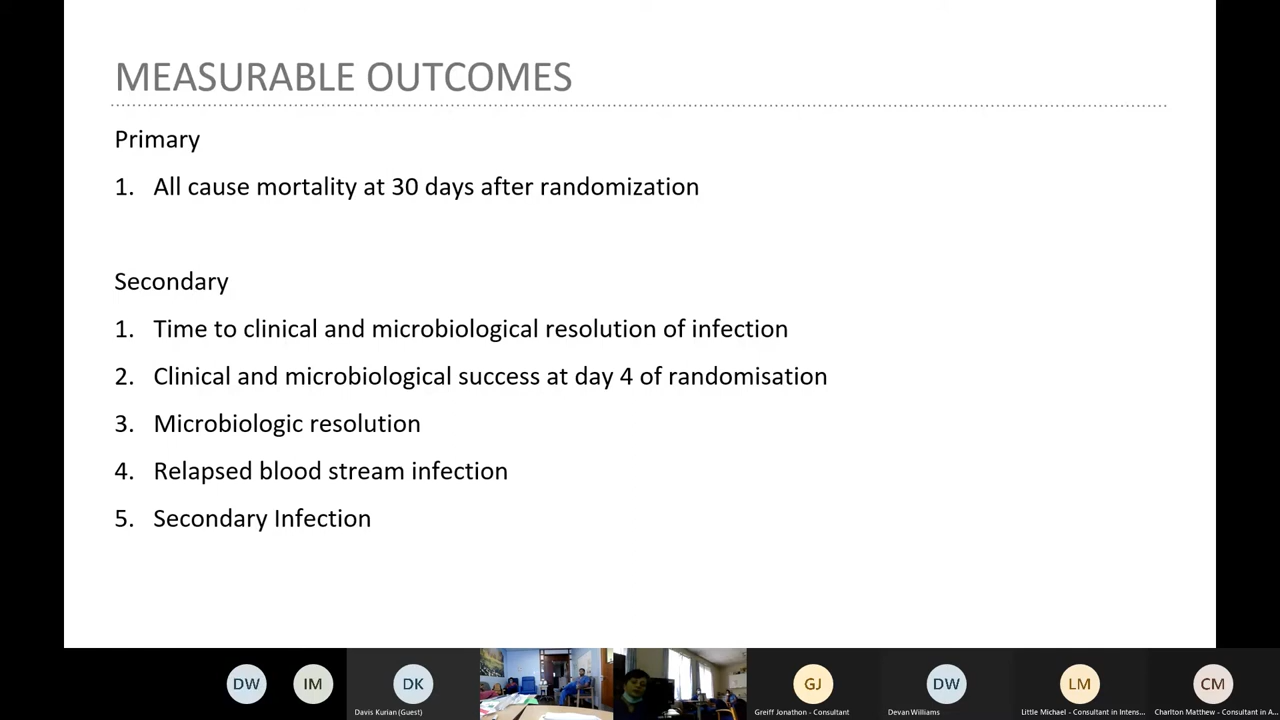 MEASURABLE OUTCOMES
Primary
1. All cause mortality at 30 days after randomization
Secondary
1. Time to clinical and microbiological resolution of infection
2. Clinical and microbiological success at day 4 of randomisation
3. Microbiologic resolution
4. Relapsed blood stream infection
5. Secondary Infection
DW
IM
DK
GJ
DW
LM
CM
Davis Kurian (Guest)
Greiff Jonathon - Consultant
Devan Williams
Little Michael - Consultant in Intens...
Charlton Matthew - Consultant in A...